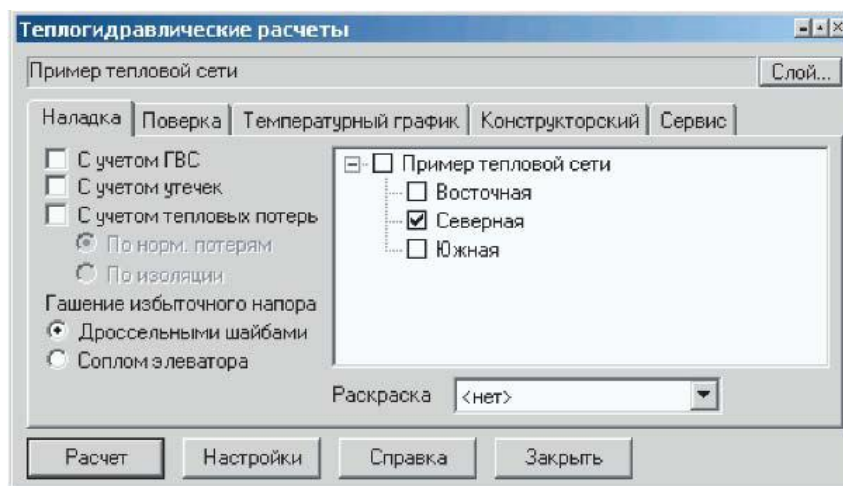 Теплогидравлические расчеты
Пример тепловой сети
Слой...
Наладка Поверка Температурный график Конструкторский Сервис
С учетом ГВС
С учетом утечек
С учетом тепловых потерь
По норм. потерям
По изоляции
Гашение избыточного напора
Дроссельными шайбами
Соплом элеватора
Пример тепловой сети
Восточная
Северная
Южная
Раскраска <нет>
Расчет Настройки Справка Закрыть